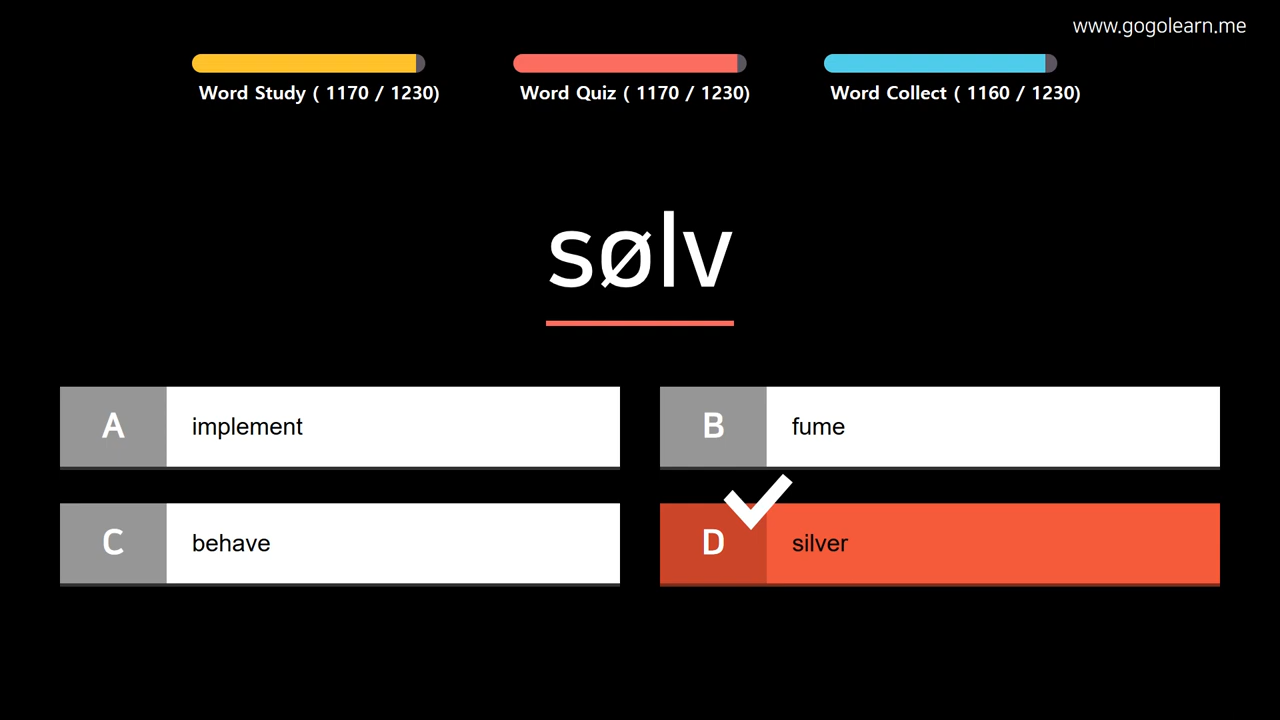 www.gogolearn.me
Word Study ( 1170 / 1230)
Word Quiz ( 1170 / 1230)
Word Collect ( 1160 / 1230)
sølv
A implement
B fume
C behave
D silver